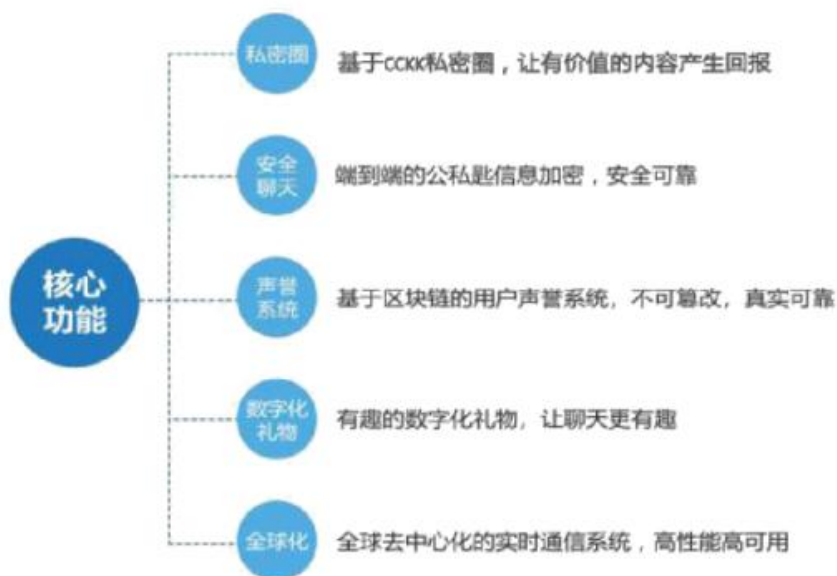 私密圈
基于CCKK私密圈，让有价值的内容产生回报
安全
聊天
端到端的公私匙信息加密，安全可靠
核心
功能
声誉
系统
基于区块链的用户声誉系统，不可篡改，真实可靠
数字化
礼物
有趣的数字化礼物，让聊天更有趣
全球化
全球去中心化的实时通信系统，高性能高可用